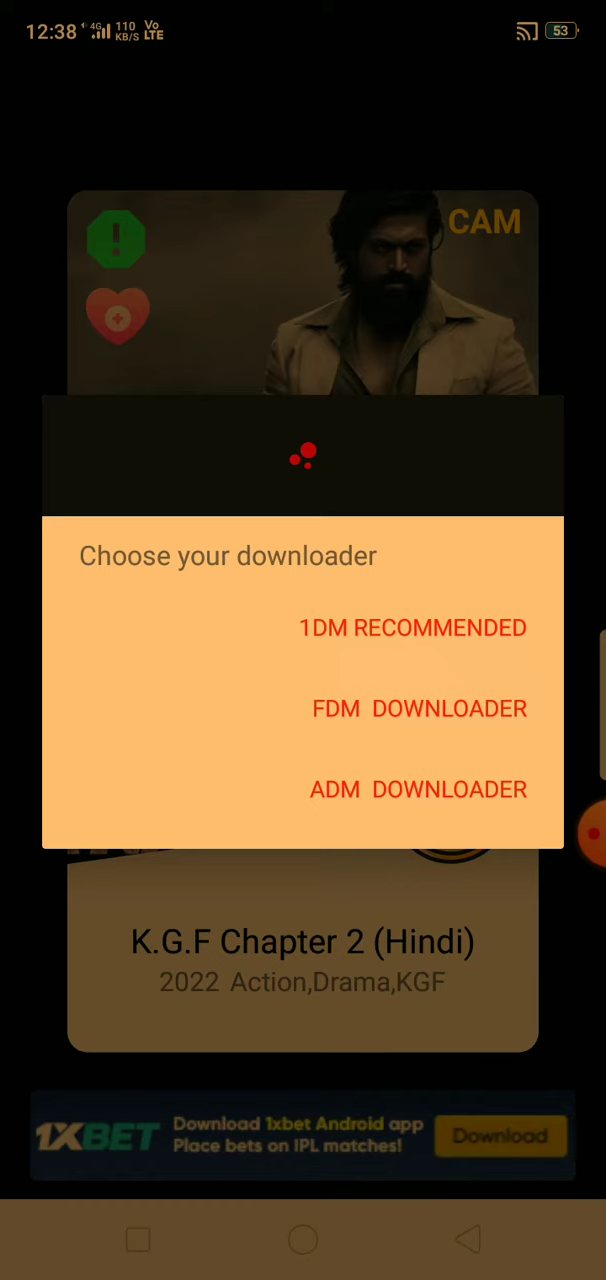 12:38 4G 110 KB/S Vo LTE 53
CAM
Choose your downloader
1DM RECOMMENDED
FDM DOWNLOADER
ADM DOWNLOADER
K.G.F Chapter 2 (Hindi)
2022 Action,Drama,KGF
1XBET
Download 1xbet Android app
Place bets on IPL matches!
Download